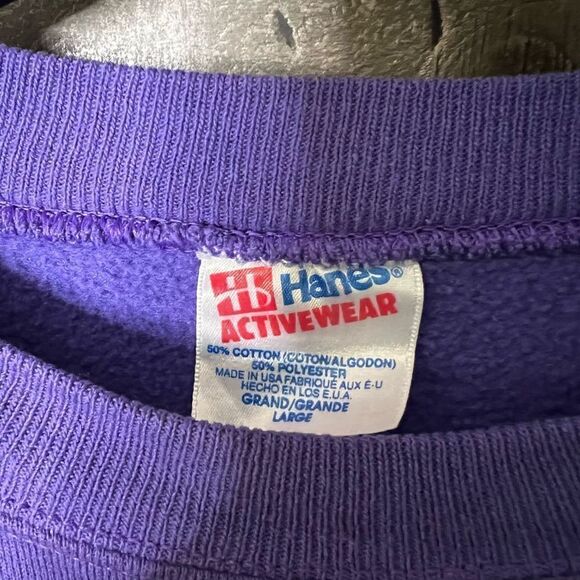 Hanes®
ACTIVEWEAR
50% COTTON (COTON/ALGODON)
50% POLYESTER
MADE IN USA FABRIQUÉ AUX É-U
HECHO EN LOS E.U.A.
GRAND/GRANDE
LARGE